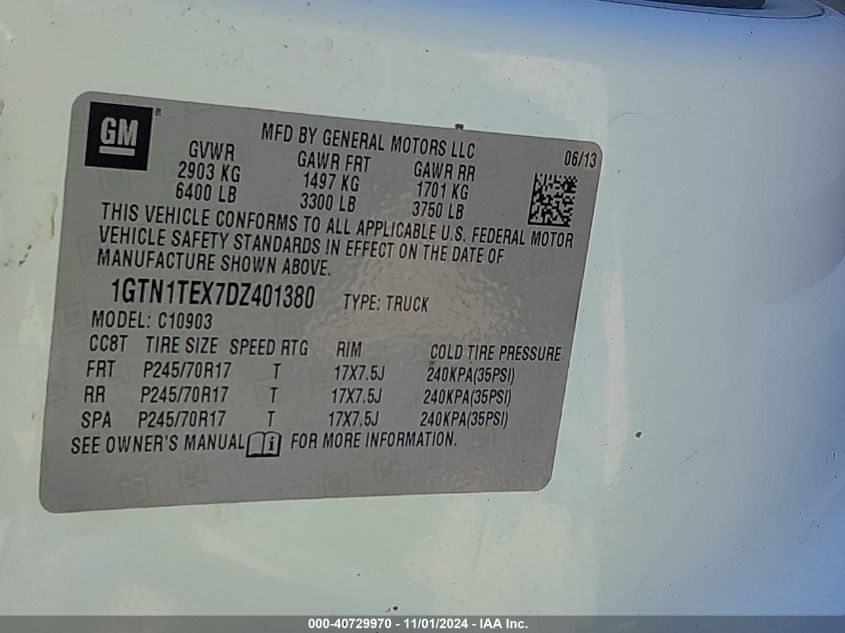 GM ®
MFD BY GENERAL MOTORS LLC
06/13
GVWR GAWR FRT GAWR RR
2903 KG 1497 KG 1701 KG
6400 LB 3300 LB 3750 LB
THIS VEHICLE CONFORMS TO ALL APPLICABLE U.S. FEDERAL MOTOR
VEHICLE SAFETY STANDARDS IN EFFECT ON THE DATE OF
MANUFACTURE SHOWN ABOVE.
1GTN1TEX7DZ401380 TYPE: TRUCK
MODEL: C10903
CC8T TIRE SIZE SPEED RTG RIM COLD TIRE PRESSURE
FRT P245/70R17 T 17X7.5J 240KPA(35PSI)
RR P245/70R17 T 17X7.5J 240KPA(35PSI)
SPA P245/70R17 T 17X7.5J 240KPA(35PSI)
SEE OWNER'S MANUAL FOR MORE INFORMATION.
000-40729970 - 11/01/2024 - IAA Inc.